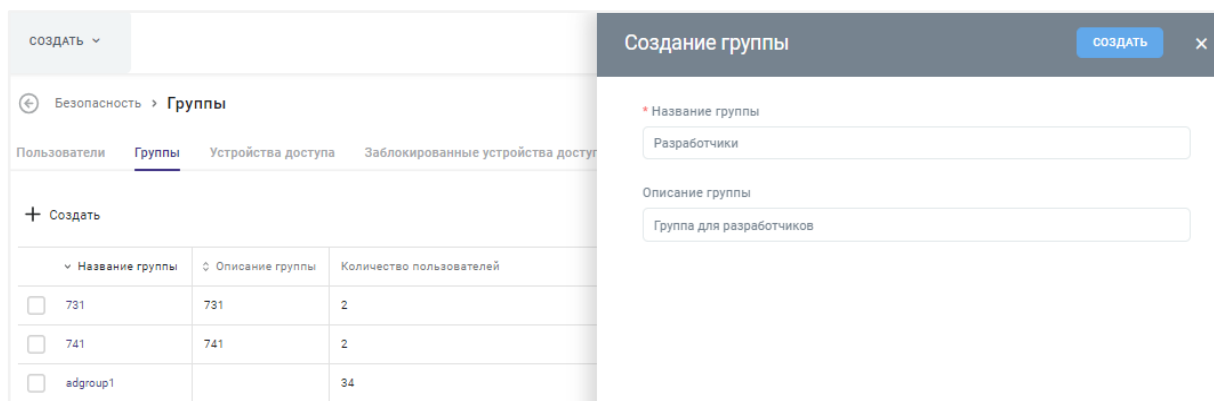 СОЗДАТЬ
Безопасность > Группы
Пользователи Группы Устройства доступа Заблокированные устройства
+ Создать
Название группы Описание группы Количество пользователей
731 731 2
741 741 2
adgroup1 34
Создание группы СОЗДАТЬ ×
* Название группы
Разработчики
Описание группы
Группа для разработчиков